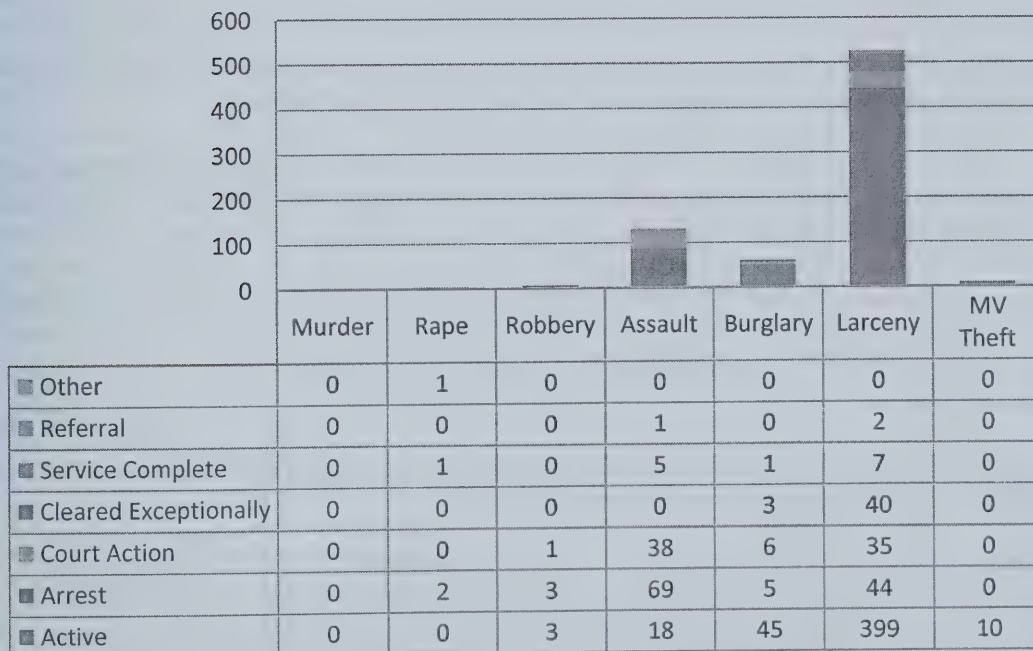 600
500
400
300
200
100
0
Murder Rape Robbery Assault Burglary Larceny MV Theft
Other 0 1 0 0 0 0 0
Referral 0 0 0 1 0 2 0
Service Complete 0 1 0 5 1 7 0
Cleared Exceptionally 0 0 0 0 3 40 0
Court Action 0 0 1 38 6 35 0
Arrest 0 2 3 69 5 44 0
Active 0 0 3 18 45 399 10